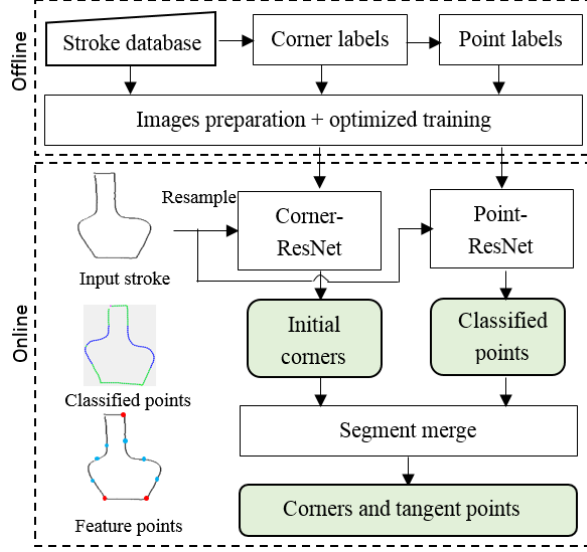 Offline
Stroke database
Corner labels
Point labels
Images preparation + optimized training
Online
Resample
Input stroke
Corner-
ResNet
Point-
ResNet
Initial
corners
Classified
points
Classified points
Segment merge
Feature points
Corners and tangent points